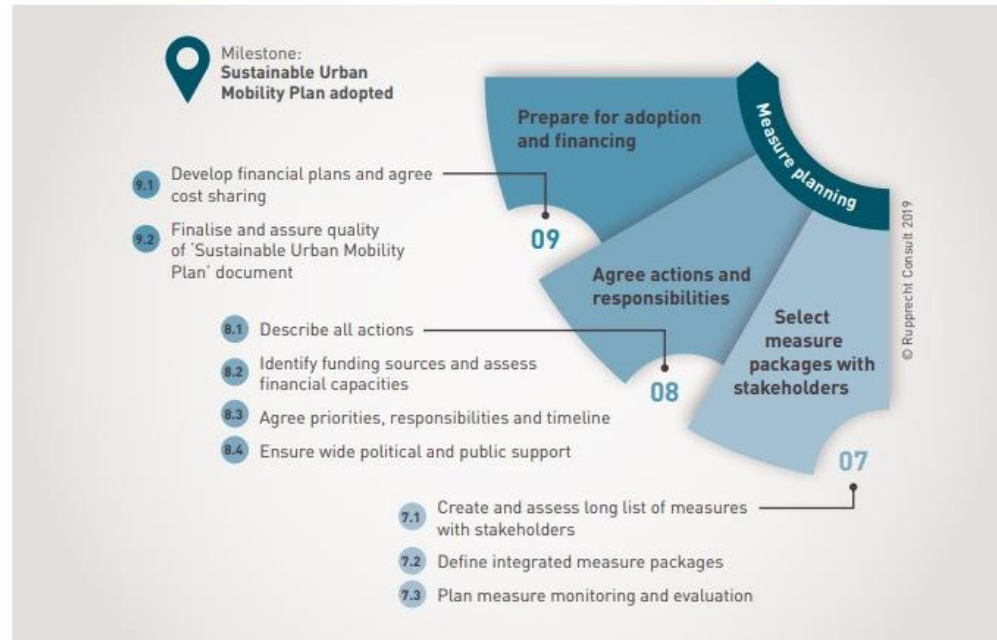 Milestone:
Sustainable Urban
Mobility Plan adopted
Prepare for adoption
and financing
Measure planning
9.1 Develop financial plans and agree
cost sharing
9.2 Finalise and assure quality
of ‘Sustainable Urban Mobility
Plan’ document
09
Agree actions and
responsibilities
© Rupprecht Consult 2019
8.1 Describe all actions
8.2 Identify funding sources and assess
financial capacities
8.3 Agree priorities, responsibilities and timeline
8.4 Ensure wide political and public support
08
Select
measure
packages with
stakeholders
07
7.1 Create and assess long list of measures
with stakeholders
7.2 Define integrated measure packages
7.3 Plan measure monitoring and evaluation